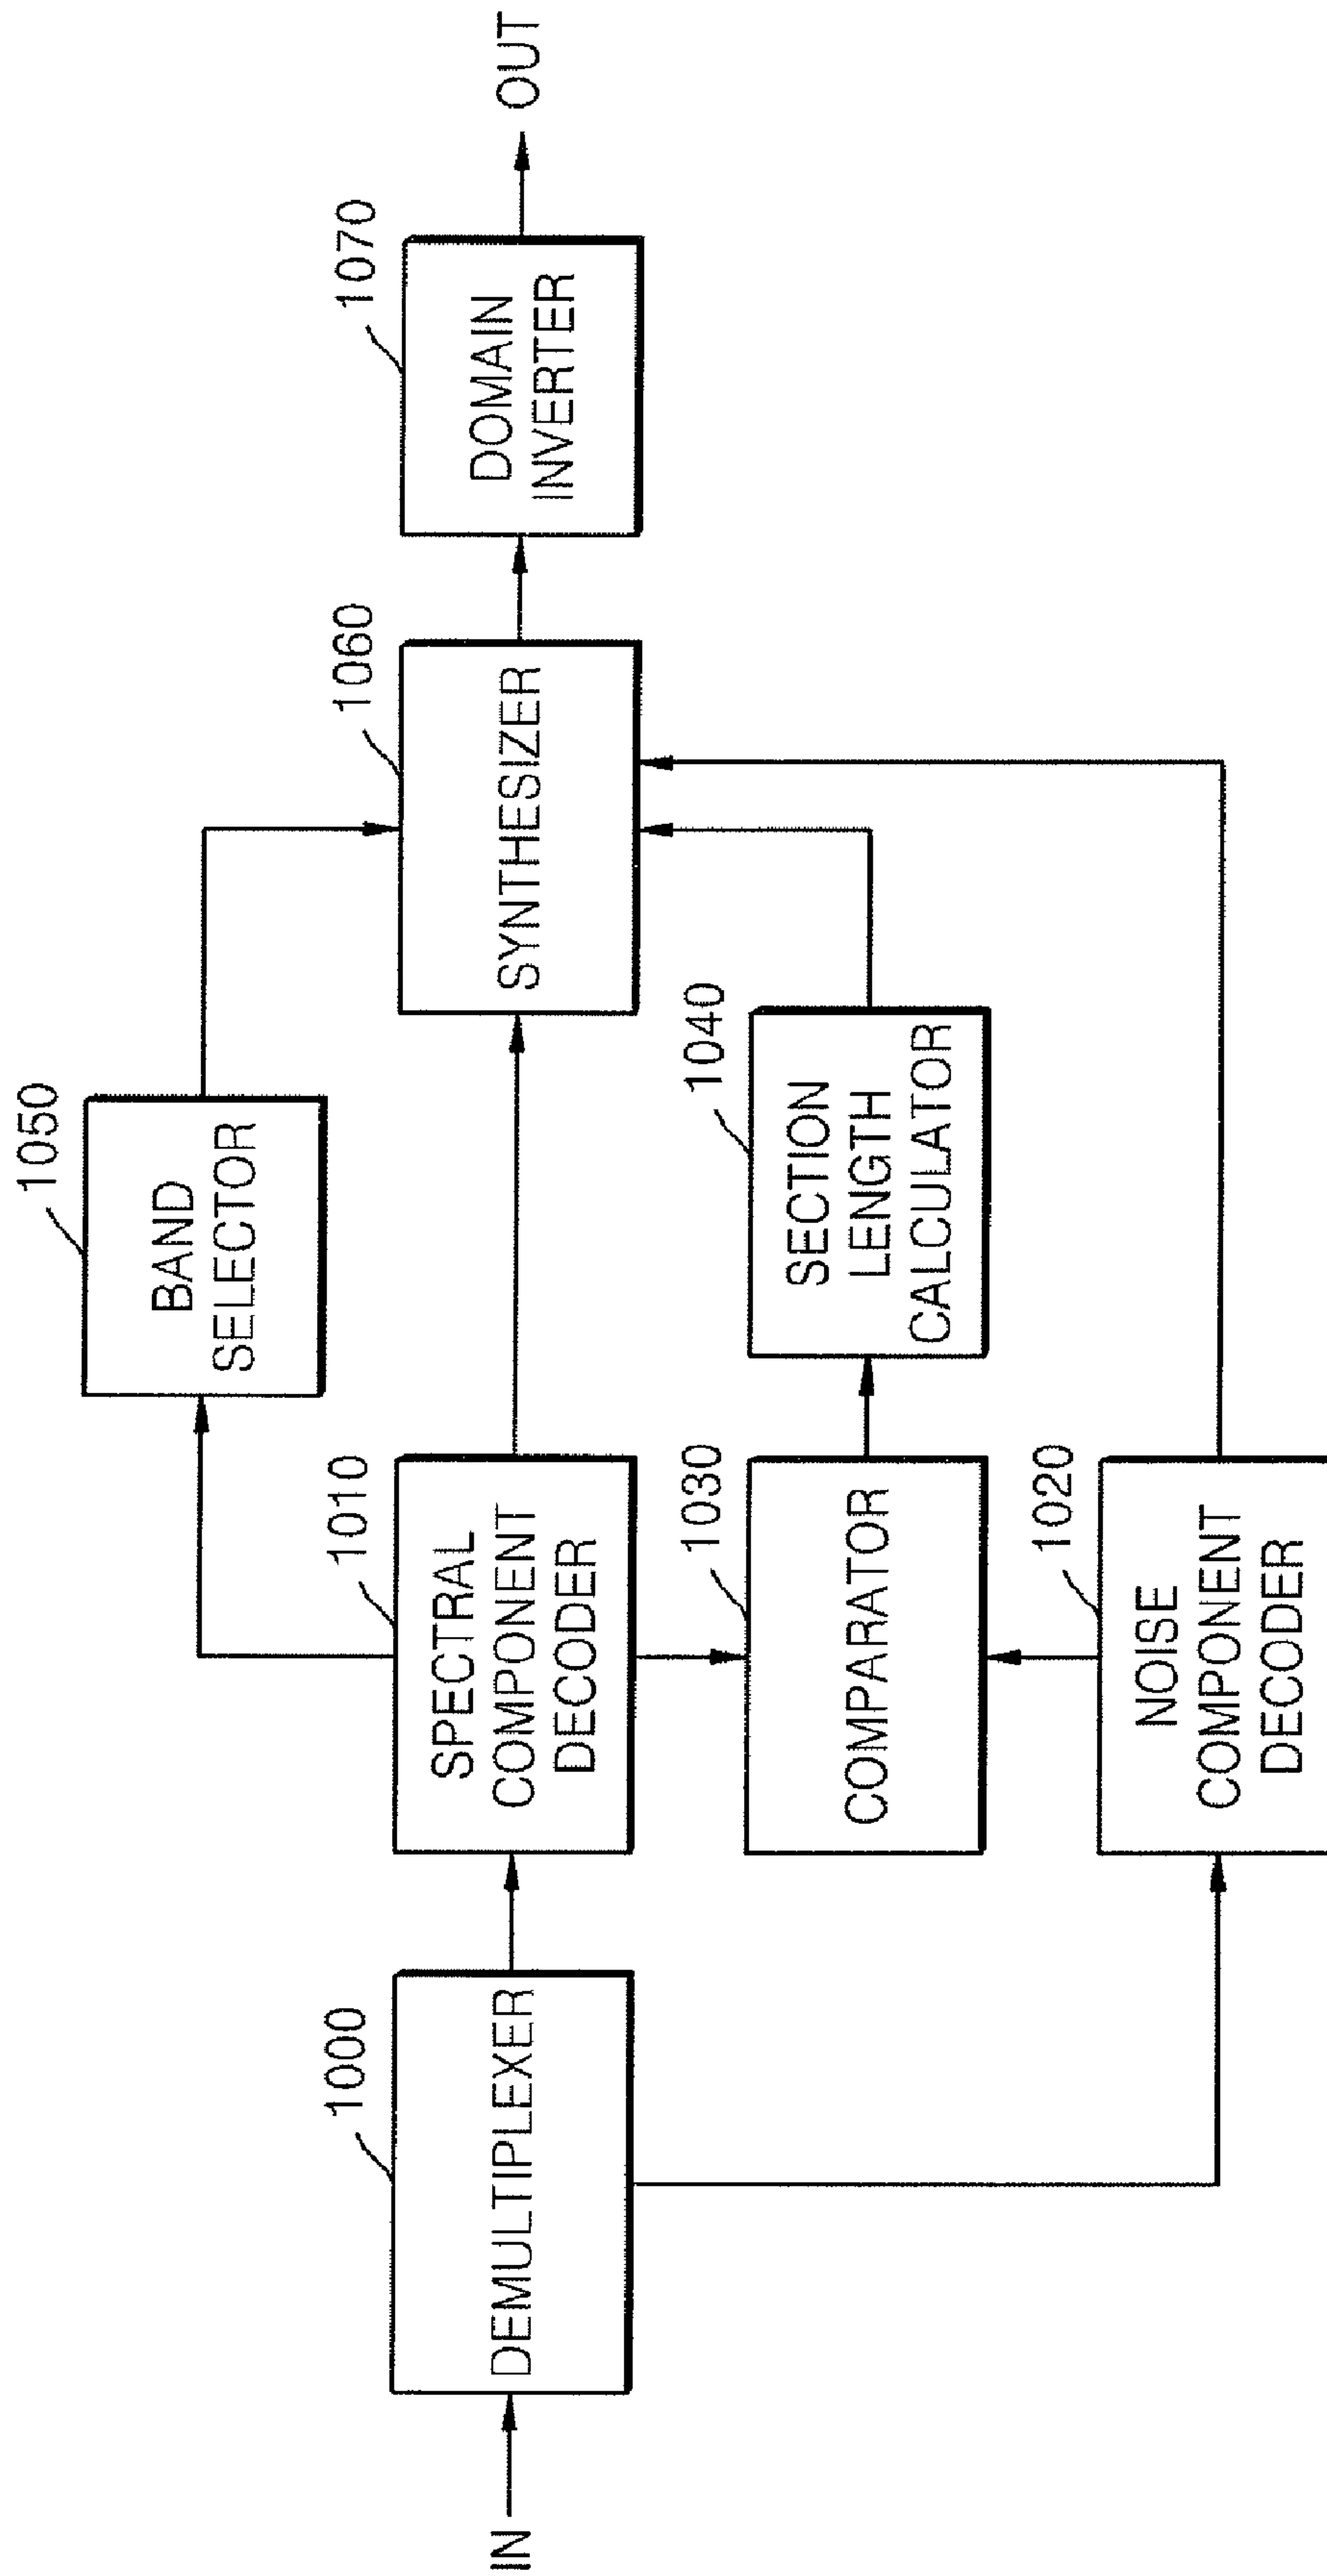 IN
1000
DEMULTIPLEXER
1010
SPECTRAL
COMPONENT
DECODER
1050
BAND
SELECTOR
1030
COMPARATOR
1020
NOISE
COMPONENT
DECODER
1040
SECTION
LENGTH
CALCULATOR
1060
SYNTHESIZER
1070
DOMAIN
INVERTER
OUT